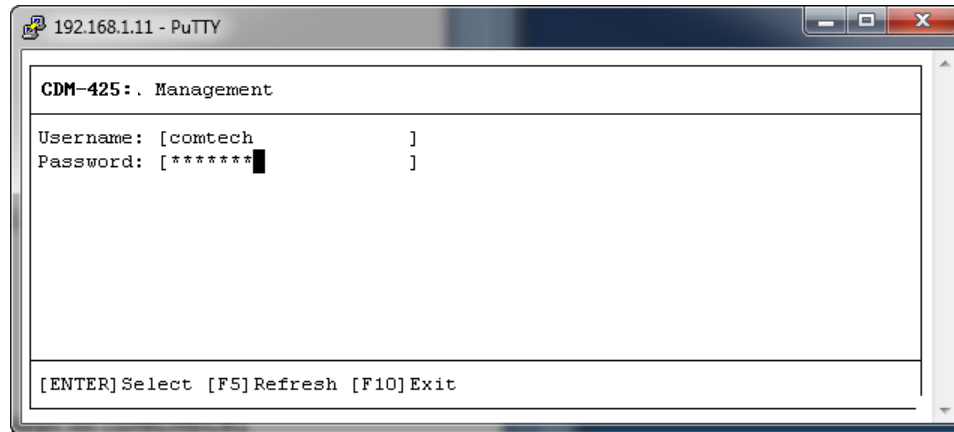 192.168.1.11 - PuTTY
CDM-425:. Management
Username: [comtech ]
Password: [******* ]
[ENTER]Select [F5]Refresh [F10]Exit